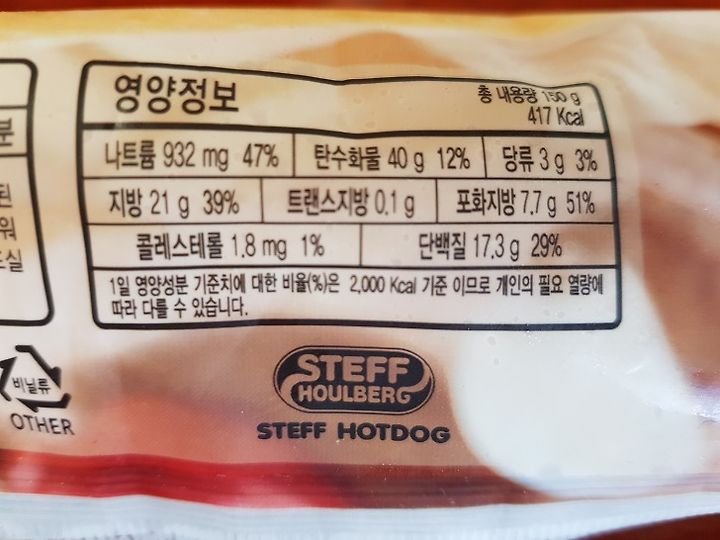 영양정보
총 내용량 150 g
417 Kcal
나트륨 932 mg 47% 탄수화물 40 g 12% 당류 3 g 3%
지방 21 g 39% 트랜스지방 0.1 g 포화지방 7.7 g 51%
콜레스테롤 1.8 mg 1% 단백질 17.3 g 29%
1일 영양성분 기준치에 대한 비율(%)은 2,000 Kcal 기준 이므로 개인의 필요 열량에
따라 다를 수 있습니다.
분
된
워
실
비닐류
OTHER
STEFF
HOULBERG
STEFF HOTDOG